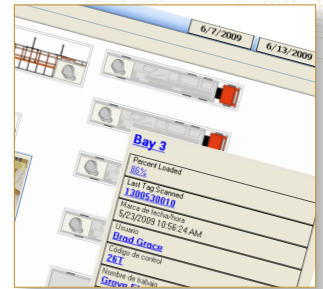 6/7/2009
6/13/2009
Bay 3
Percent Loaded
86%
Last Tag Scanned
1300530010
Marca de fecha/hora
5/23/2009 10:56:24 AM
Usuario
Brad Grace
Código de control
26T
Nombre de trabajo
Grove